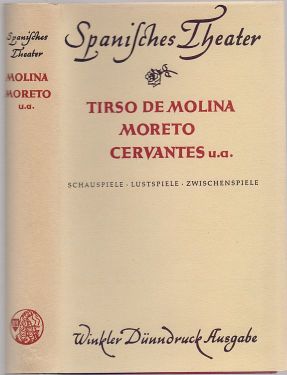 Spanisches
Theater
MOLINA
MORETO
u.a.
Spanisches Theater
TIRSO DE MOLINA
MORETO
CERVANTES u.a.
SCHAUSPIELE · LUSTSPIELE · ZWISCHENSPIELE
Winkler Dünndruck Ausgabe